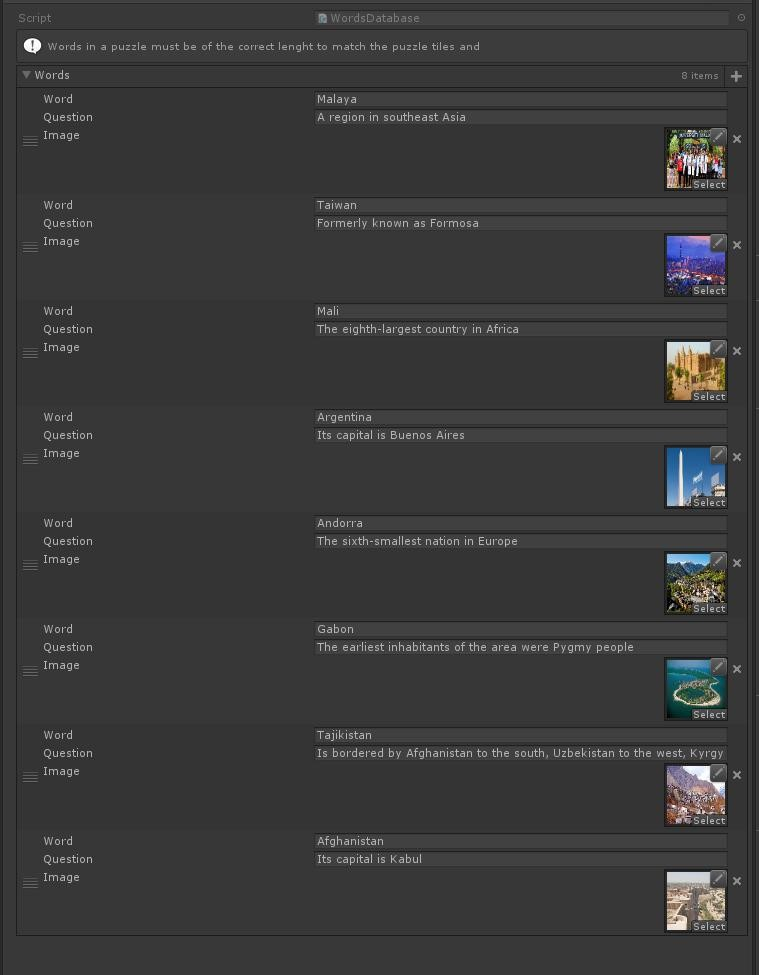 Script WordsDatabase
Words in a puzzle must be of the correct lenght to match the puzzle tiles and
Words 8 items
Word Malaya
Question A region in southeast Asia
Image
Select
Word Taiwan
Question Formerly known as Formosa
Image
Select
Word Mali
Question The eighth-largest country in Africa
Image
Select
Word Argentina
Question Its capital is Buenos Aires
Image
Select
Word Andorra
Question The sixth-smallest nation in Europe
Image
Select
Word Gabon
Question The earliest inhabitants of the area were Pygmy people
Image
Select
Word Tajikistan
Question Is bordered by Afghanistan to the south, Uzbekistan to the west, Kyrgy
Image
Select
Word Afghanistan
Question Its capital is Kabul
Image
Select